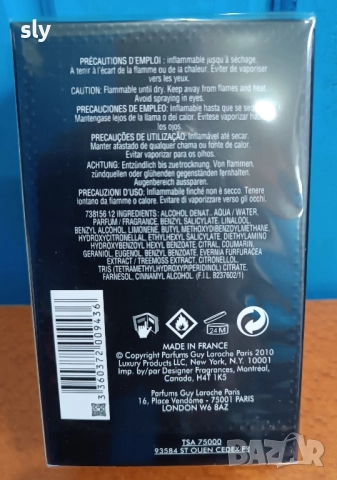 sly
PRÉCAUTIONS D'EMPLOI : inflammable jusqu'à séchage.
A tenir à l'écart de la flamme ou de la chaleur. Eviter de vaporiser
vers les yeux.
CAUTION: Flammable until dry. Keep away from flames and heat.
Avoid spraying in eyes.
PRECAUCIONES DE EMPLEO: Inflamable hasta que se seque.
Mantengase lejos de la llama o del calor. Evitese vaporizar hacia
los ojos.
PRECAUÇÕES DE UTILIZAÇÃO: Inflamável até secar.
Manter afastado de qualquer chama ou fonte de calor.
Evitar vaporizar para os olhos.
ACHTUNG: Entzündlich bis zuetrocknung. Von flammen,
zündquellen oder glühenden gegenständen fernhalten.
Augenbereich aussparen.
PRECAUZIONI D'USO: Inflammabile finché non è secco. Tenere
lontano da flamme o calore. Evitare di vaporizzare verso gli occhi.
738156 12 INGREDIENTS : ALCOHOL DENAT., AQUA / WATER,
PARFUM / FRAGRANCE, BENZYL SALICYLATE, LINALOOL,
BENZYL ALCOHOL, LIMONENE, BUTYL METHOXYDIBENZOYLMETHANE,
HYDROXYCITRONELLAL, ETHYLHEXYL SALICYLATE, DIETHYLAMINO
HYDROXYBENZOYL HEXYL BENZOATE, CITRAL, COUMARIN,
GERANIOL, EUGENOL, BENZYL BENZOATE, EVERNIA FURFURACEA
EXTRACT / TREEMOSS EXTRACT, CITRONELLOL,
TRIS (TETRAMETHYLHYDROXYPIPERIDINOL) CITRATE,
FARNESOL, CINNAMYL ALCOHOL (F.I.L. B237602/1)
24M
MADE IN FRANCE
© Copyright Parfums Guy Laroche Paris 2010
Luxury Products LLC, New York, N.Y. 10001
Imp. by/par Designer Fragrances, Montréal,
Canada, H4T 1K5
Parfums Guy Laroche Paris
16, Place Vendôme - 75001 PARIS
LONDON W6 8AZ
TSA 75000
93584 ST OUEN CEDEX FR
3 360372 009436
BAZAR